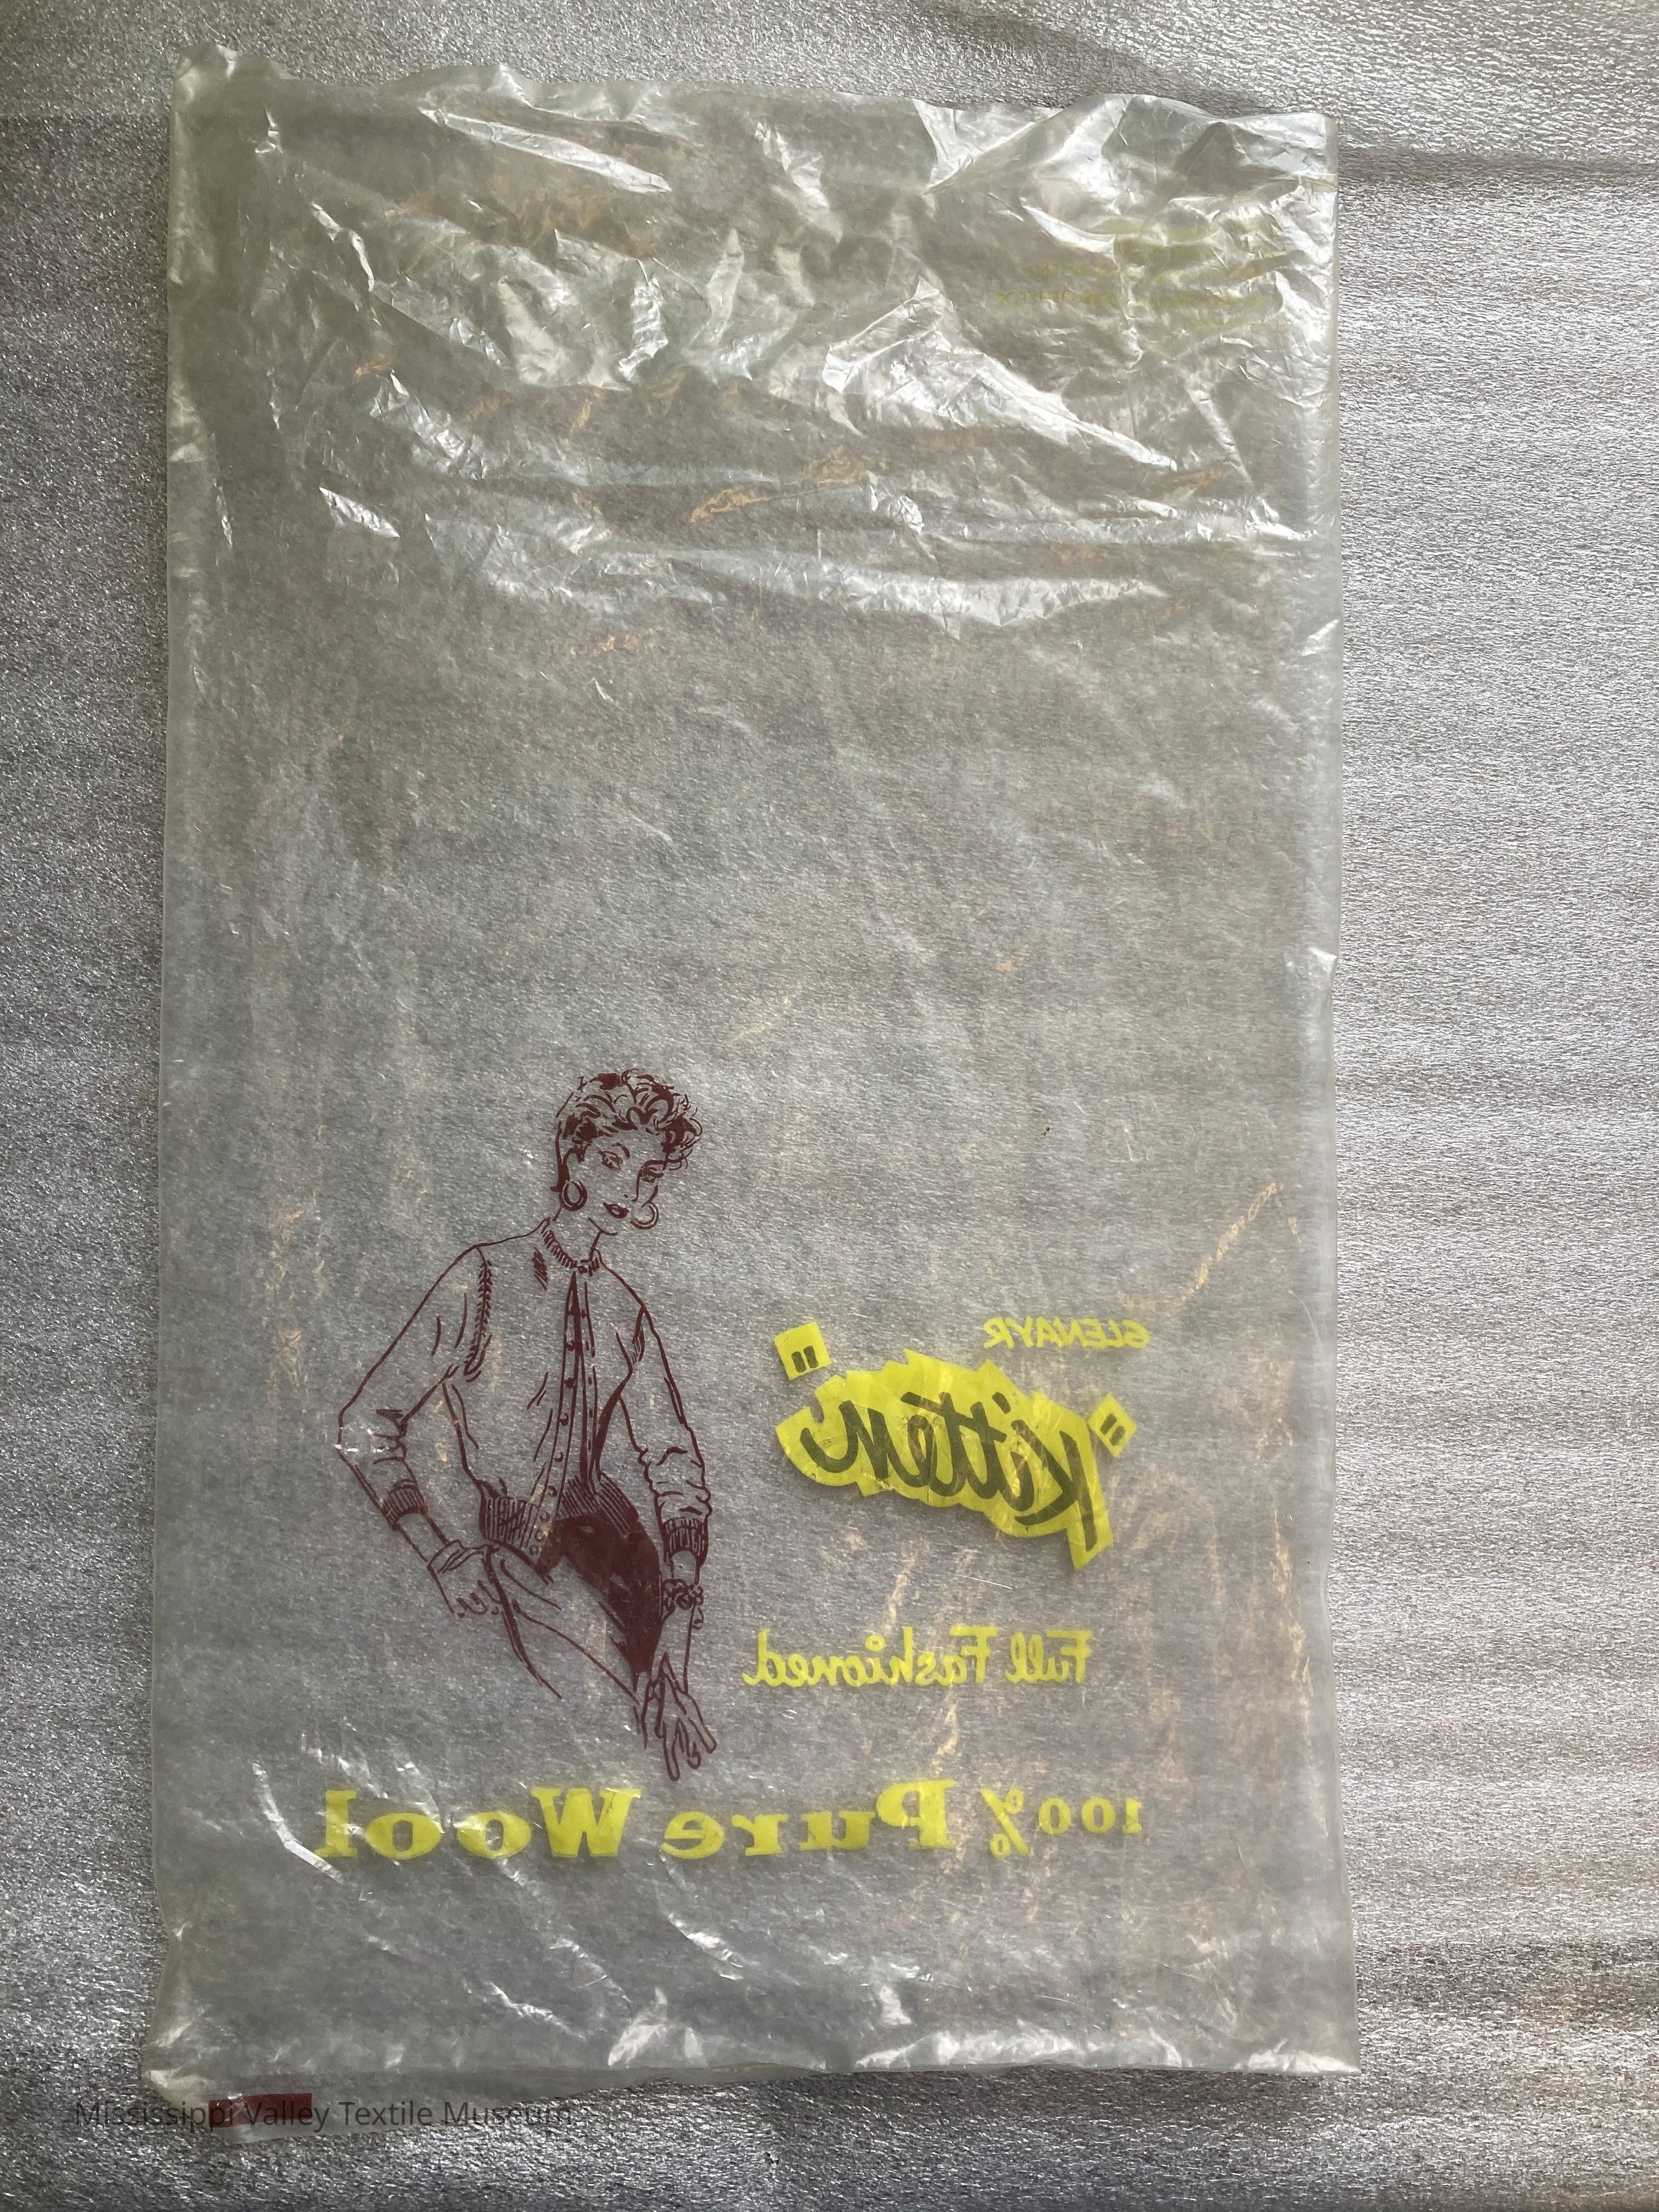 GLENAYR
"Kitten"
Full Fashioned
100% Pure Wool
Mississippi Valley Textile Museum